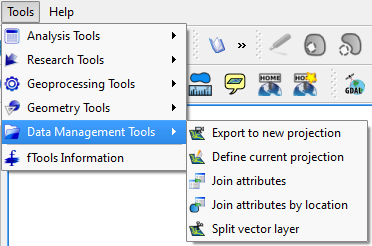 Tools Help
Analysis Tools
Research Tools
Geoprocessing Tools
Geometry Tools
Data Management Tools
fTools Information
HOME HOME
GDAL
Export to new projection
Define current projection
Join attributes
Join attributes by location
Split vector layer